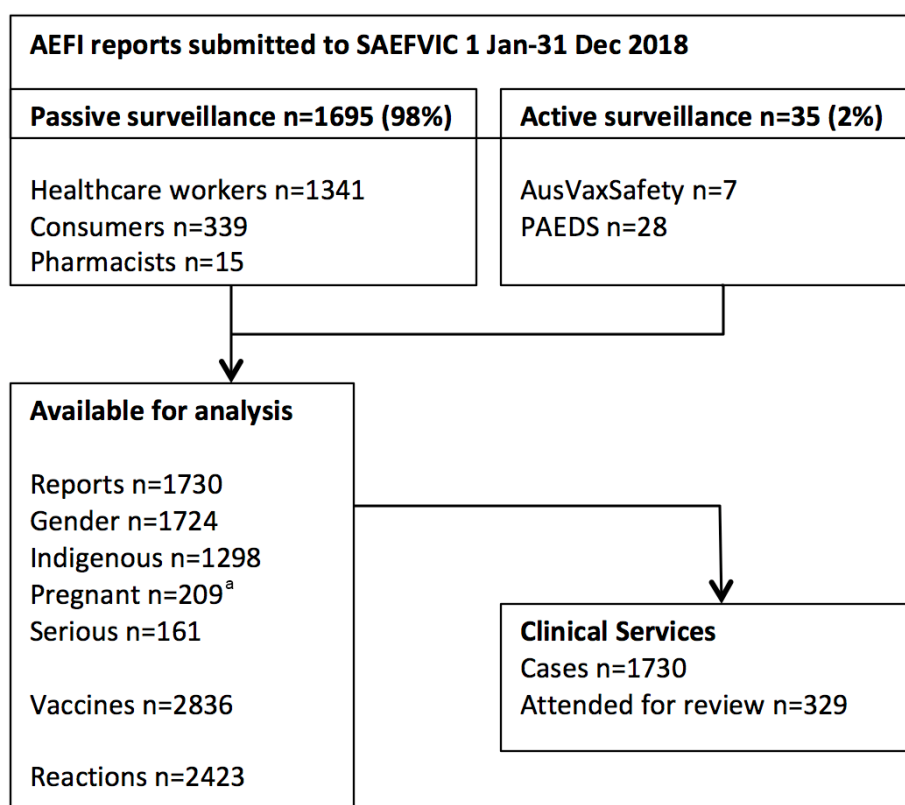 AEFI reports submitted to SAEFVIC 1 Jan-31 Dec 2018
Passive surveillance n=1695 (98%)
Healthcare workers n=1341
Consumers n=339
Pharmacists n=15
Active surveillance n=35 (2%)
AusVaxSafety n=7
PAEDS n=28
Available for analysis
Reports n=1730
Gender n=1724
Indigenous n=1298
Pregnant n=209ᵃ
Serious n=161
Vaccines n=2836
Reactions n=2423
Clinical Services
Cases n=1730
Attended for review n=329